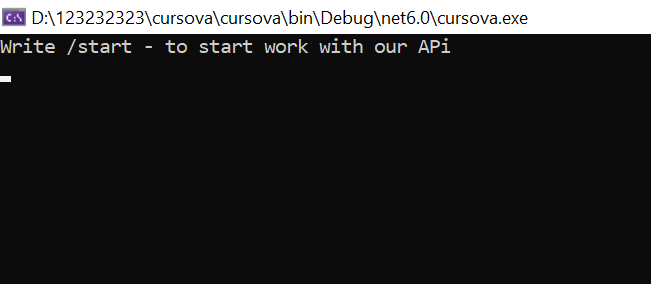 D:\123232323\cursova\cursova\bin\Debug\net6.0\cursova.exe
Write /start - to start work with our APi